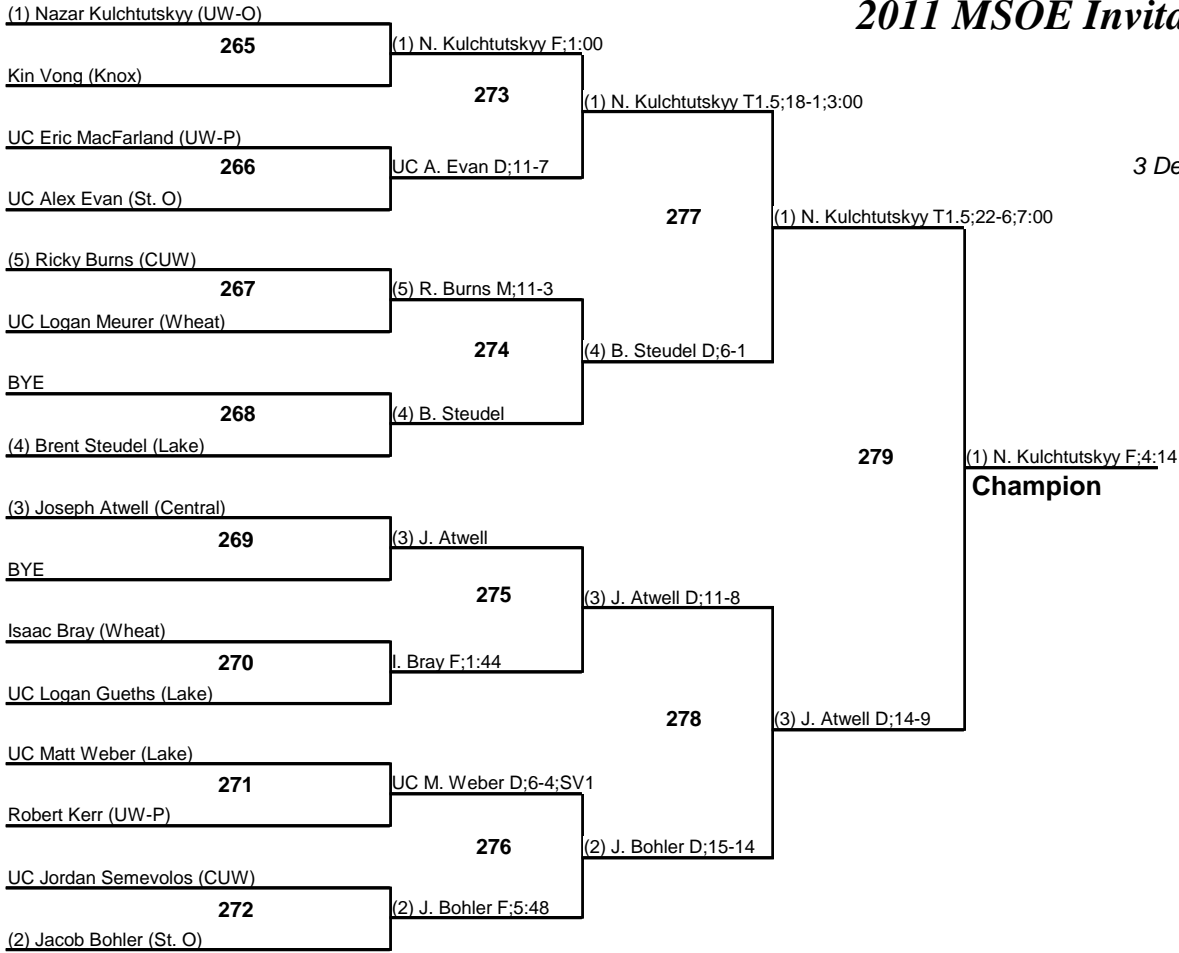 (1) Nazar Kulchtutskyy (UW-O)
2011 MSOE Invita
265
(1) N. Kulchtutskyy F;1:00
Kin Vong (Knox)
273
(1) N. Kulchtutskyy T1.5;18-1;3:00
UC Eric MacFarland (UW-P)
266
UC A. Evan D;11-7
3 De
UC Alex Evan (St. O)
277
(1) N. Kulchtutskyy T1.5;22-6;7:00
(5) Ricky Burns (CUW)
267
(5) R. Burns M;11-3
UC Logan Meurer (Wheat)
274
(4) B. Steudel D;6-1
BYE
268
(4) B. Steudel
(4) Brent Steudel (Lake)
279
(1) N. Kulchtutskyy F;4:14
Champion
(3) Joseph Atwell (Central)
269
(3) J. Atwell
BYE
275
(3) J. Atwell D;11-8
Isaac Bray (Wheat)
270
I. Bray F;1:44
UC Logan Gueths (Lake)
278
(3) J. Atwell D;14-9
UC Matt Weber (Lake)
271
UC M. Weber D;6-4;SV1
Robert Kerr (UW-P)
276
(2) J. Bohler D;15-14
UC Jordan Semevolos (CUW)
272
(2) J. Bohler F;5:48
(2) Jacob Bohler (St. O)